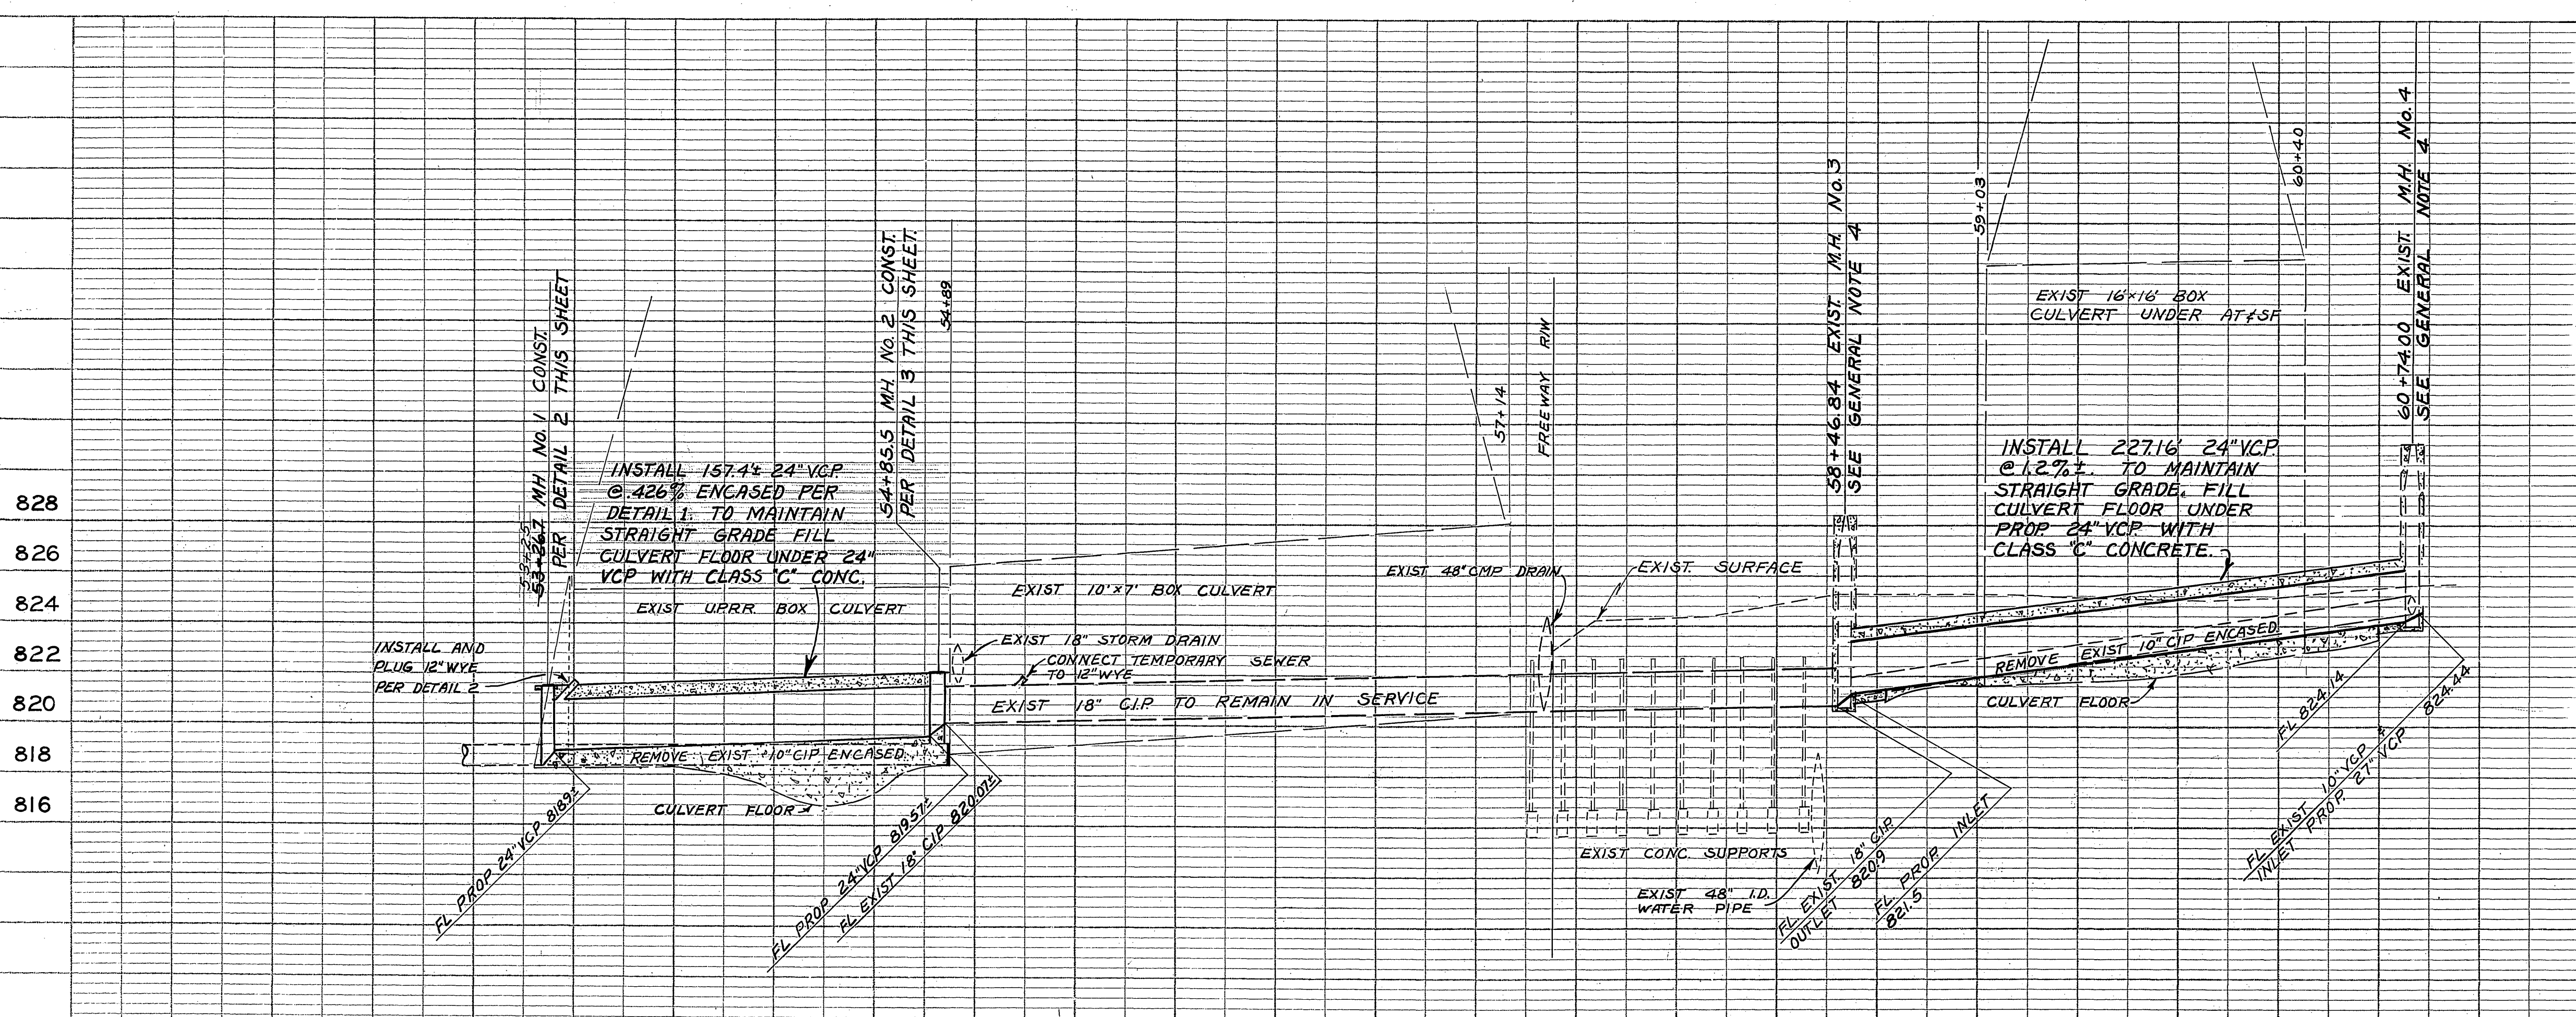 828
826
824
822
820
818
816
53+25
53+26.7 MH No. 1 CONST.
PER DETAIL 2 THIS SHEET
INSTALL 157.4'± 24" V.C.P.
@ .426% ENCASED PER
DETAIL 1. TO MAINTAIN
STRAIGHT GRADE FILL
CULVERT FLOOR UNDER 24"
VCP WITH CLASS "C" CONC.
EXIST UPRR BOX CULVERT
INSTALL AND
PLUG 12" WYE
PER DETAIL 2
REMOVE EXIST 10" CIP ENCASED
CULVERT FLOOR
FL PROP 24" VCP 818.9±
54+85.5 M.H. No. 2 CONST.
PER DETAIL 3 THIS SHEET.
54+89
EXIST 10'×7' BOX CULVERT
EXIST 18" STORM DRAIN
CONNECT TEMPORARY SEWER
TO 12" WYE
EXIST 18" C.I.P. TO REMAIN IN SERVICE
FL PROP 24" VCP 819.57±
FL EXIST 18" CIP 820.07±
57+14
FREEWAY R/W
EXIST 48" CMP DRAIN
EXIST. SURFACE
EXIST CONC. SUPPORTS
EXIST 48" I.D.
WATER PIPE
58+46.84 EXIST. M.H. No. 3
SEE GENERAL NOTE 4
FL EXIST 18" C.I.P.
OUTLET 820.9
FL PROP INLET
821.5
59+03
EXIST 16'×16' BOX
CULVERT UNDER AT&SF
60+40
INSTALL 227.16' 24" V.C.P.
@ 1.2%±. TO MAINTAIN
STRAIGHT GRADE, FILL
CULVERT FLOOR UNDER
PROP. 24" V.C.P. WITH
CLASS "C" CONCRETE.
REMOVE EXIST 10" CIP ENCASED
CULVERT FLOOR
60+74.00 EXIST. M.H. No. 4
SEE GENERAL NOTE 4
FL 824.14
FL EXIST 10" VCP &
INLET PROP. 27" VCP 824.44